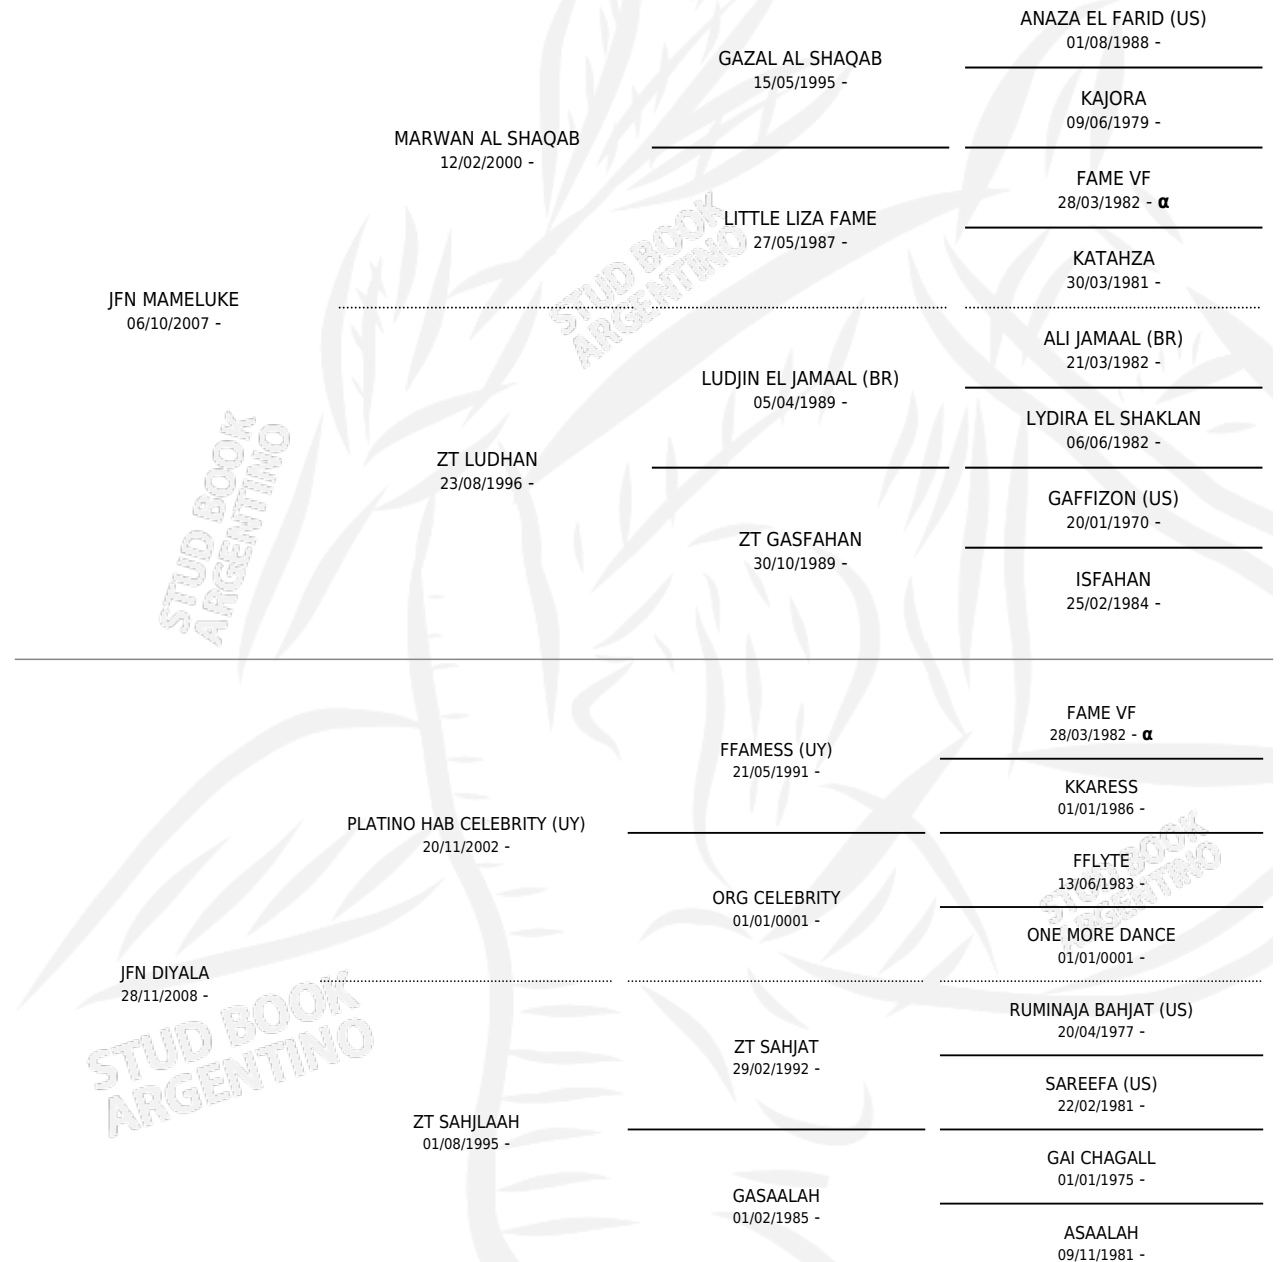 ANAZA EL FARID (US)
01/08/1988 -
GAZAL AL SHAQAB
15/05/1995 -
KAJORA
09/06/1979 -
MARWAN AL SHAQAB
12/02/2000 -
FAME VF
28/03/1982 - α
LITTLE LIZA FAME
27/05/1987 -
KATAHZA
30/03/1981 -
JFN MAMELUKE
06/10/2007 -
ALI JAMAAL (BR)
21/03/1982 -
LUDJIN EL JAMAAL (BR)
05/04/1989 -
LYDIRA EL SHAKLAN
06/06/1982 -
ZT LUDHAN
23/08/1996 -
GAFFIZON (US)
20/01/1970 -
ZT GASFAHAN
30/10/1989 -
ISFAHAN
25/02/1984 -
FAME VF
28/03/1982 - α
FFAMESS (UY)
21/05/1991 -
KKARESS
01/01/1986 -
PLATINO HAB CELEBRITY (UY)
20/11/2002 -
FFLYTE
13/06/1983 -
ORG CELEBRITY
01/01/0001 -
ONE MORE DANCE
01/01/0001 -
JFN DIYALA
28/11/2008 -
RUMINAJA BAHJAT (US)
20/04/1977 -
ZT SAHJAT
29/02/1992 -
SAREEFA (US)
22/02/1981 -
ZT SAHJLAAH
01/08/1995 -
GAI CHAGALL
01/01/1975 -
GASAALAH
01/02/1985 -
ASAALAH
09/11/1981 -
STUD BOOK
ARGENTINO
STUD BOOK
ARGENTINO
STUD BOOK
ARGENTINO
STUD BOOK
ARGENTINO